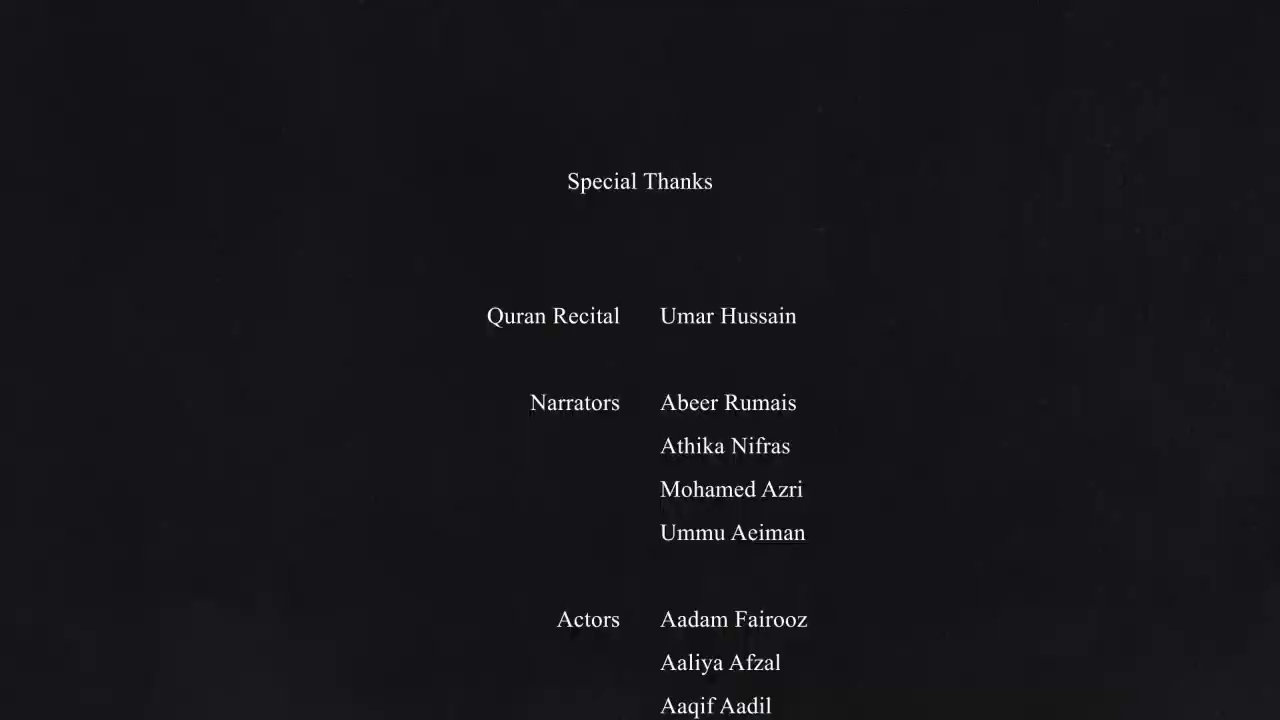 Special Thanks
Quran Recital Umar Hussain
Narrators Abeer Rumais
Athika Nifras
Mohamed Azri
Ummu Aeiman
Actors Aadam Fairooz
Aaliya Afzal
Aaqif Aadil